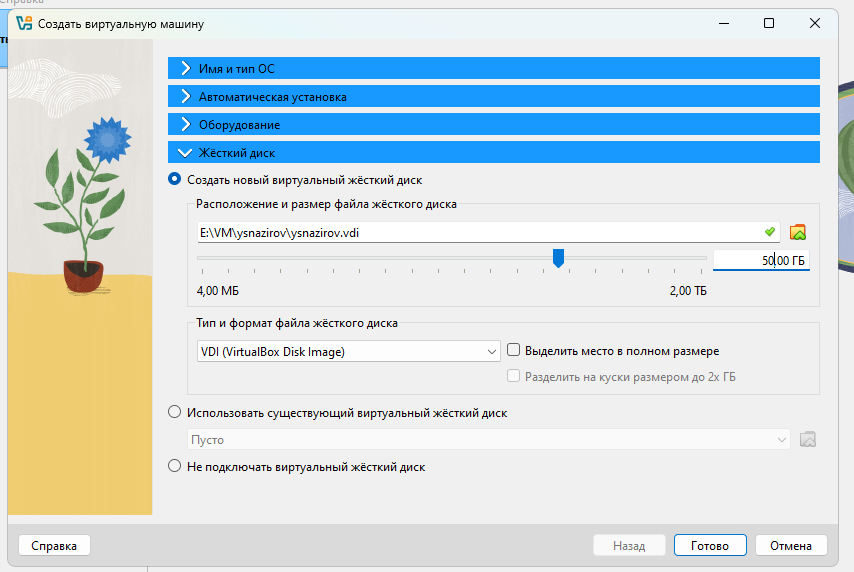 Справка
Создать виртуальную машину
Имя и тип ОС
Автоматическая установка
Оборудование
Жёсткий диск
Создать новый виртуальный жёсткий диск
Расположение и размер файла жёсткого диска
E:\VM\ysnazirov\ysnazirov.vdi
50,00 ГБ
4,00 МБ
2,00 ТБ
Тип и формат файла жёсткого диска
VDI (VirtualBox Disk Image)
Выделить место в полном размере
Разделить на куски размером до 2х ГБ
Использовать существующий виртуальный жёсткий диск
Пусто
Не подключать виртуальный жёсткий диск
Справка
Назад
Готово
Отмена